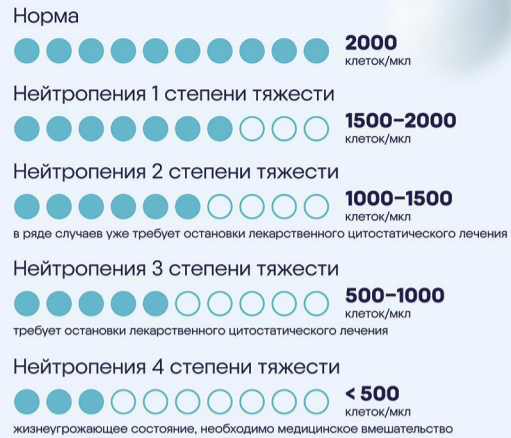 Норма
2000
клеток/мкл
Нейтропения 1 степени тяжести
1500–2000
клеток/мкл
Нейтропения 2 степени тяжести
1000–1500
клеток/мкл
в ряде случаев уже требует остановки лекарственного цитостатического лечения
Нейтропения 3 степени тяжести
500–1000
клеток/мкл
требует остановки лекарственного цитостатического лечения
Нейтропения 4 степени тяжести
< 500
клеток/мкл
жизнеугрожающее состояние, необходимо медицинское вмешательство